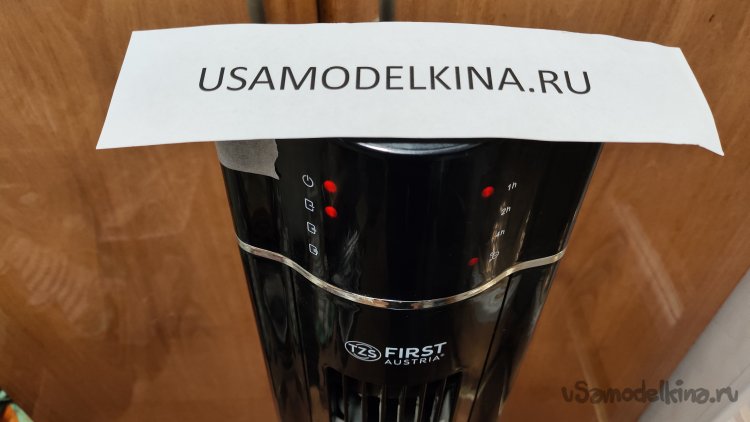 USAMODELKINA.RU
1h
2h
4h
TZS FIRST
AUSTRIA®
uSamodelkina.ru